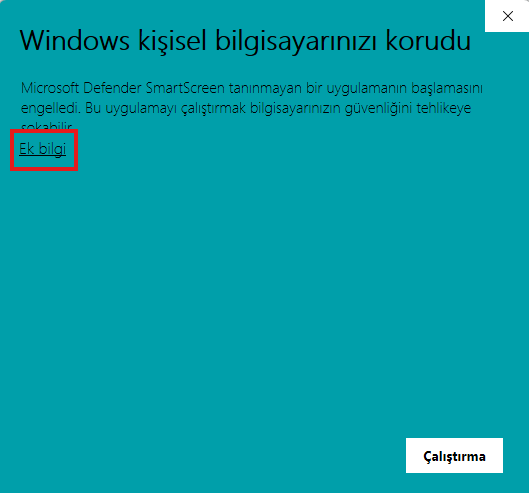 Windows kişisel bilgisayarınızı korudu
Microsoft Defender SmartScreen tanınmayan bir uygulamanın başlamasını
engelledi. Bu uygulamayı çalıştırmak bilgisayarınızın güvenliğini tehlikeye
sokabilir.
Ek bilgi
Çalıştırma